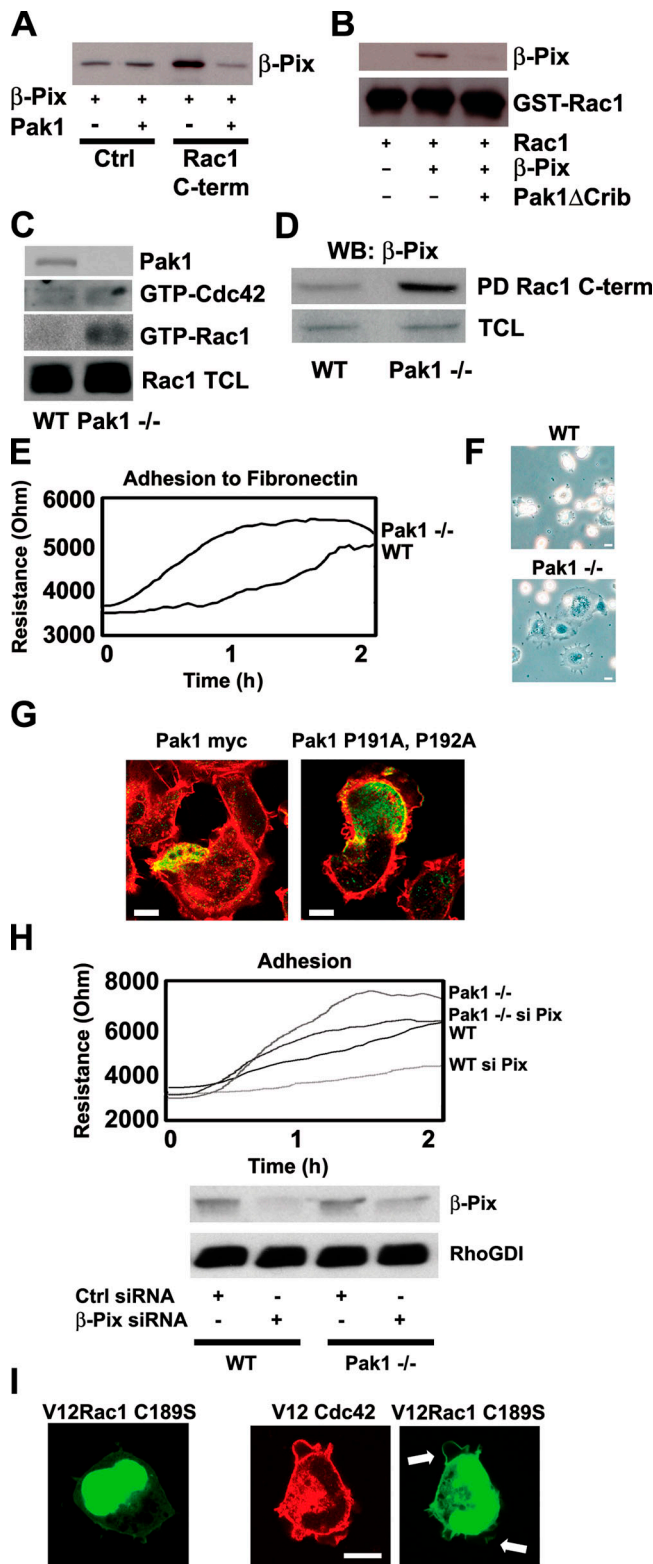 A
β-Pix
β-Pix + + + +
Pak1 - + - +
Ctrl Rac1
C-term
B
β-Pix
GST-Rac1
+ + + Rac1
– + + β-Pix
– – + Pak1ΔCrib
C
Pak1
GTP-Cdc42
GTP-Rac1
Rac1 TCL
WT Pak1 -/-
D
WB: β-Pix
PD Rac1 C-term
TCL
WT Pak1 -/-
E
Adhesion to Fibronectin
Resistance (Ohm)
6000
5000
4000
3000
Pak1 -/-
WT
0 1 2
Time (h)
F
WT
Pak1 -/-
G
Pak1 myc Pak1 P191A, P192A
H
Adhesion
Resistance (Ohm)
8000
6000
4000
2000
Pak1 -/-
Pak1 -/- si Pix
WT
WT si Pix
0 1 2
Time (h)
β-Pix
RhoGDI
Ctrl siRNA + - + -
β-Pix siRNA - + - +
WT Pak1 -/-
I
V12Rac1 C189S V12 Cdc42 V12Rac1 C189S